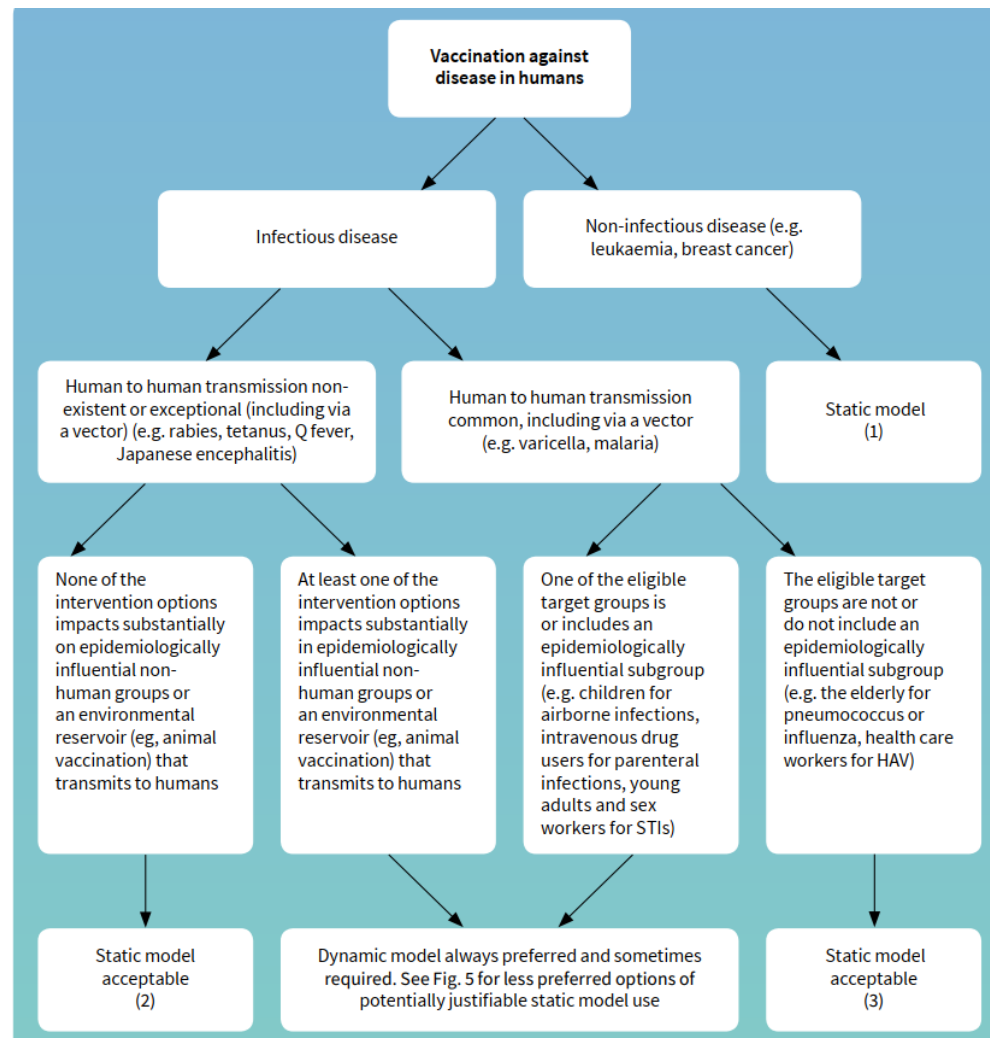 Vaccination against
disease in humans
Infectious disease
Non-infectious disease (e.g.
leukaemia, breast cancer)
Human to human transmission non-
existent or exceptional (including via
a vector) (e.g. rabies, tetanus, Q fever,
Japanese encephalitis)
Human to human transmission
common, including via a vector
(e.g. varicella, malaria)
Static model
(1)
None of the
intervention options
impacts substantially
on epidemiologically
influential non-
human groups or
an environmental
reservoir (eg, animal
vaccination) that
transmits to humans
At least one of the
intervention options
impacts substantially
in epidemiologically
influential non-
human groups or
an environmental
reservoir (eg, animal
vaccination) that
transmits to humans
One of the eligible
target groups is
or includes an
epidemiologically
influential subgroup
(e.g. children for
airborne infections,
intravenous drug
users for parenteral
infections, young
adults and sex
workers for STIs)
The eligible target
groups are not or
do not include an
epidemiologically
influential subgroup
(e.g. the elderly for
pneumococcus or
influenza, health care
workers for HAV)
Static model
acceptable
(2)
Dynamic model always preferred and sometimes
required. See Fig. 5 for less preferred options of
potentially justifiable static model use
Static model
acceptable
(3)